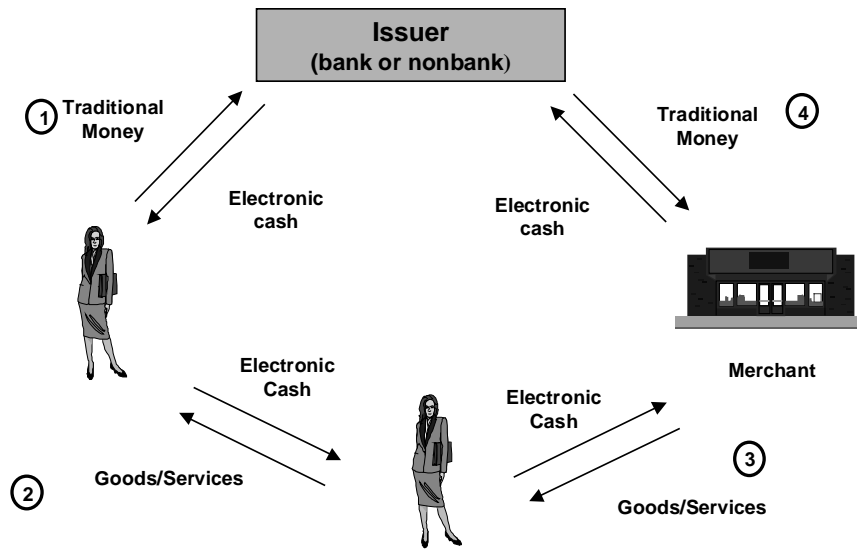 Issuer
(bank or nonbank)
1
Traditional
Money
Traditional
Money
4
Electronic
cash
Electronic
cash
Electronic
Cash
Merchant
Electronic
Cash
Goods/Services
2
3
Goods/Services